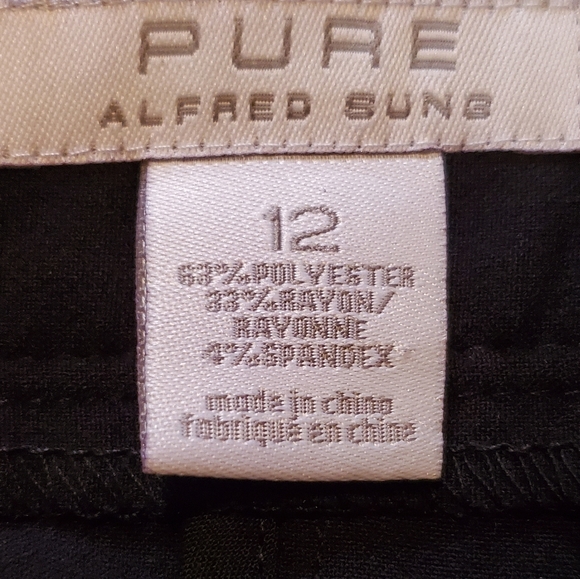 PURE
ALFRED SUNG
12
63%POLYESTER
33%RAYON/
RAYONNE
4%SPANDEX
made in china
fabriqué en chine